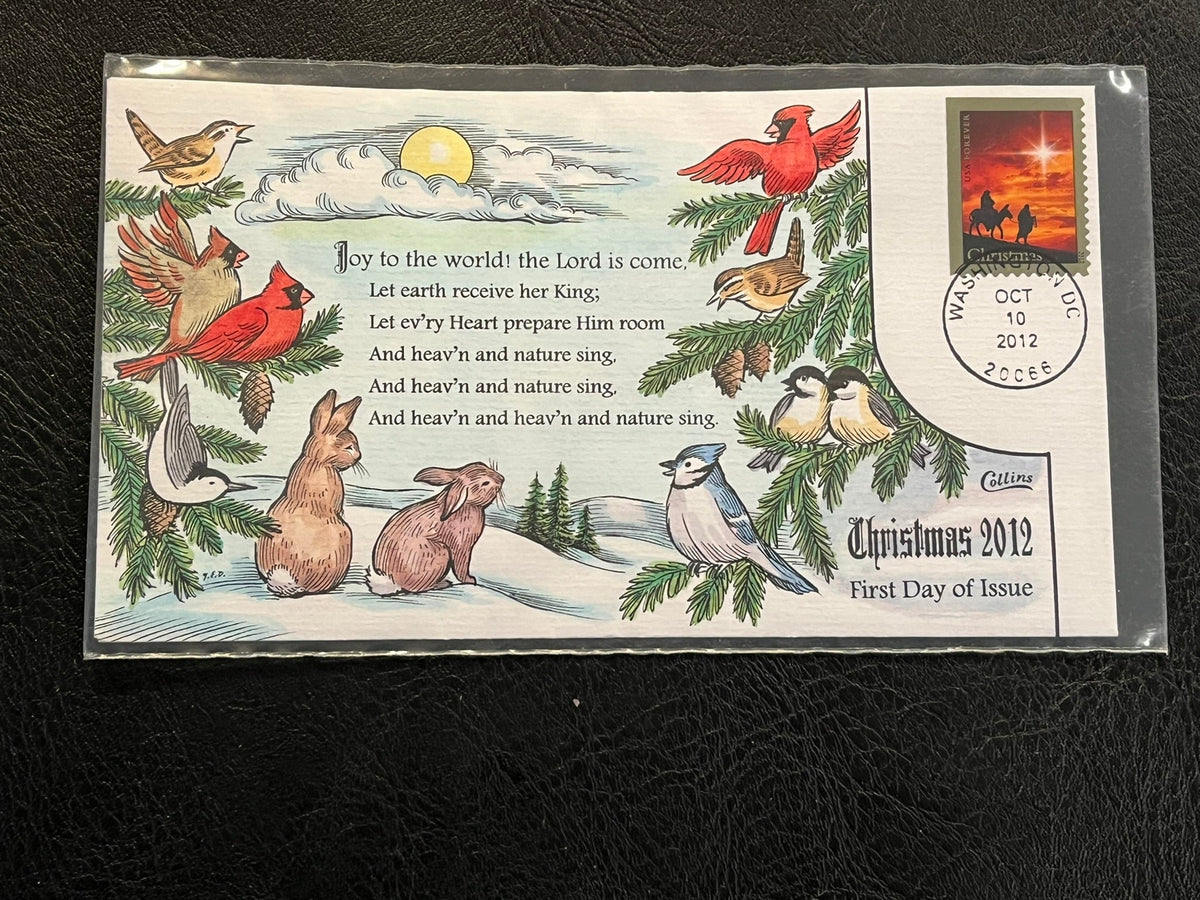 USA FOREVER
Christmas
WASHINGTON DC
OCT
10
2012
20066
Joy to the world! the Lord is come,
Let earth receive her King;
Let ev'ry Heart prepare Him room
And heav'n and nature sing,
And heav'n and nature sing,
And heav'n and heav'n and nature sing.
Collins
Christmas 2012
First Day of Issue
T.E.D.